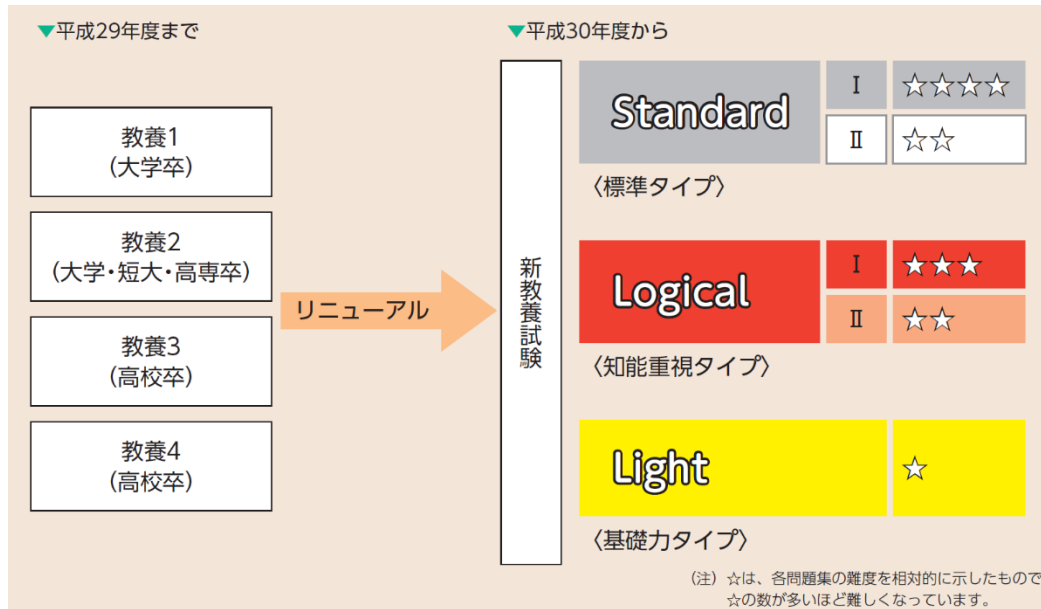 ▼平成29年度まで
教養1
(大学卒)
教養2
(大学・短大・高専卒)
教養3
(高校卒)
教養4
(高校卒)
リニューアル
▼平成30年度から
新教養試験
Standard
Ⅰ
☆☆☆☆
Ⅱ
☆☆
〈標準タイプ〉
Logical
Ⅰ
☆☆☆
Ⅱ
☆☆
〈知能重視タイプ〉
Light
☆
〈基礎力タイプ〉
(注) ☆は、各問題集の難度を相対的に示したもので
☆の数が多いほど難しくなっています。